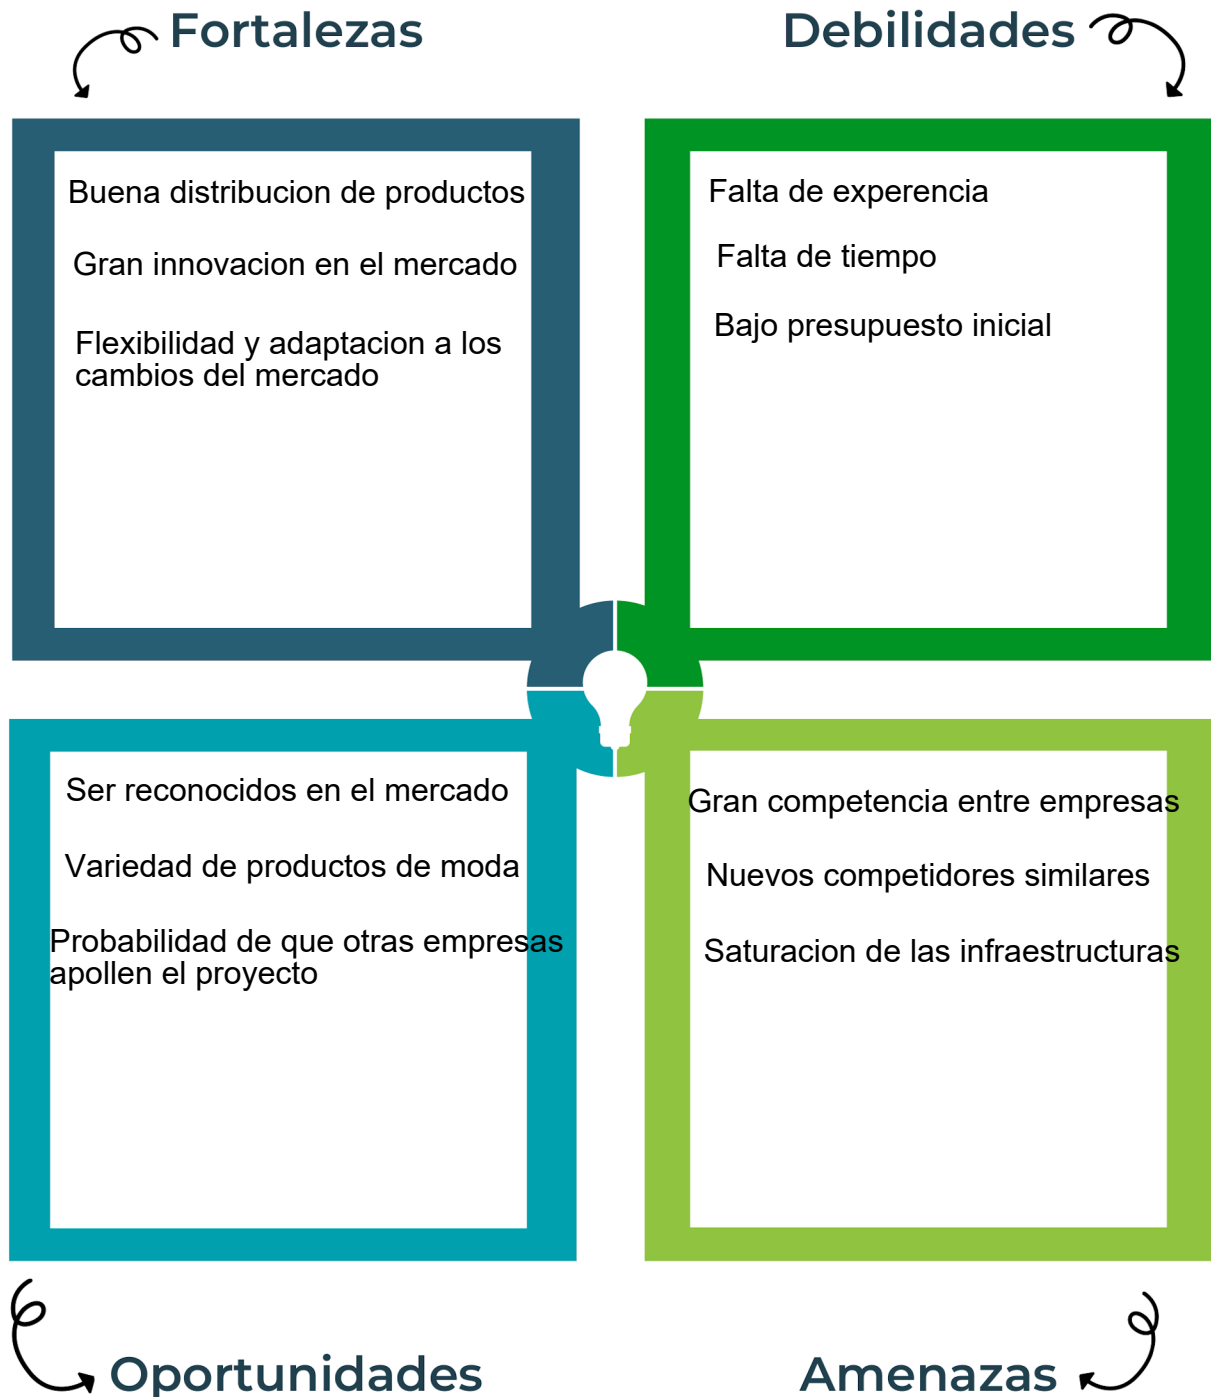 Fortalezas
Buena distribucion de productos
Gran innovacion en el mercado
Flexibilidad y adaptacion a los
cambios del mercado
Debilidades
Falta de experencia
Falta de tiempo
Bajo presupuesto inicial
Ser reconocidos en el mercado
Variedad de productos de moda
Probabilidad de que otras empresas
apollen el proyecto
Oportunidades
Gran competencia entre empresas
Nuevos competidores similares
Saturacion de las infraestructuras
Amenazas